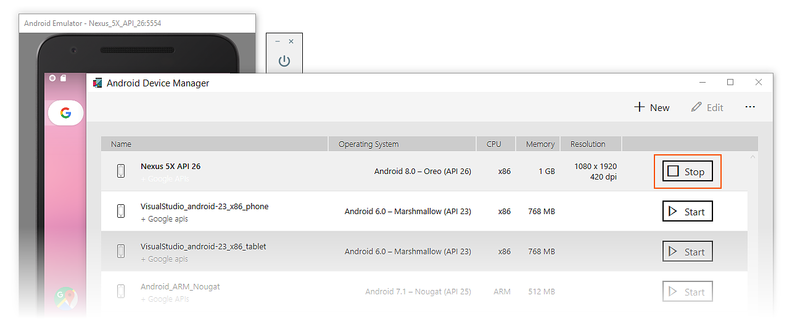 Android Emulator - Nexus_5X_API_26:5554
Android Device Manager
New Edit ...
Name Operating System CPU Memory Resolution
Nexus 5X API 26 Android 8.0 – Oreo (API 26) x86 1 GB 1080 x 1920 Stop
420 dpi
VisualStudio_android-23_x86_phone Android 6.0 – Marshmallow (API 23) x86 768 MB Start
+ Google apis
VisualStudio_android-23_x86_tablet Android 6.0 – Marshmallow (API 23) x86 768 MB Start
+ Google apis
Android_ARM_Nougat Android 7.1 – Nougat (API 25) ARM 512 MB Start
+ Google APIs